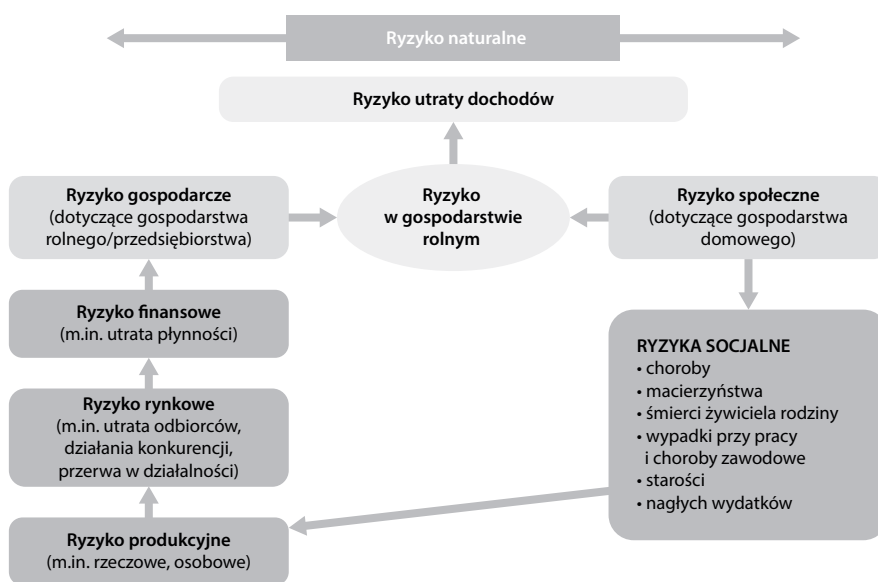 Ryzyko naturalne
Ryzyko utraty dochodów
Ryzyko gospodarcze
(dotyczące gospodarstwa
rolnego/przedsiębiorstwa)
Ryzyko
w gospodarstwie
rolnym
Ryzyko społeczne
(dotyczące gospodarstwa
domowego)
Ryzyko finansowe
(m.in. utrata płynności)
Ryzyko rynkowe
(m.in. utrata odbiorców,
działania konkurencji,
przerwa w działalności)
Ryzyko produkcyjne
(m.in. rzeczowe, osobowe)
RYZYKA SOCJALNE
• choroby
• macierzyństwa
• śmierci żywiciela rodziny
• wypadki przy pracy
i choroby zawodowe
• starości
• nagłych wydatków